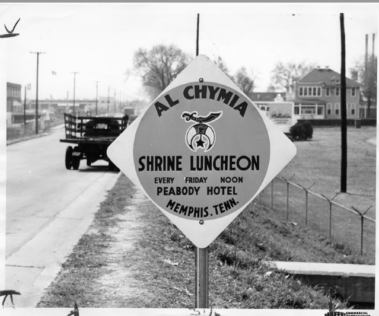 AL CHYMIA
SHRINE LUNCHEON
EVERY FRIDAY NOON
PEABODY HOTEL
MEMPHIS, TENN.